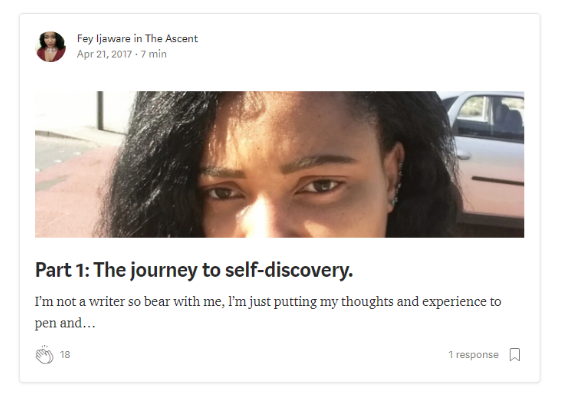 Fey Ijaware in The Ascent
Apr 21, 2017 · 7 min
Part 1: The journey to self-discovery.
I'm not a writer so bear with me, I'm just putting my thoughts and experience to
pen and…
18
1 response